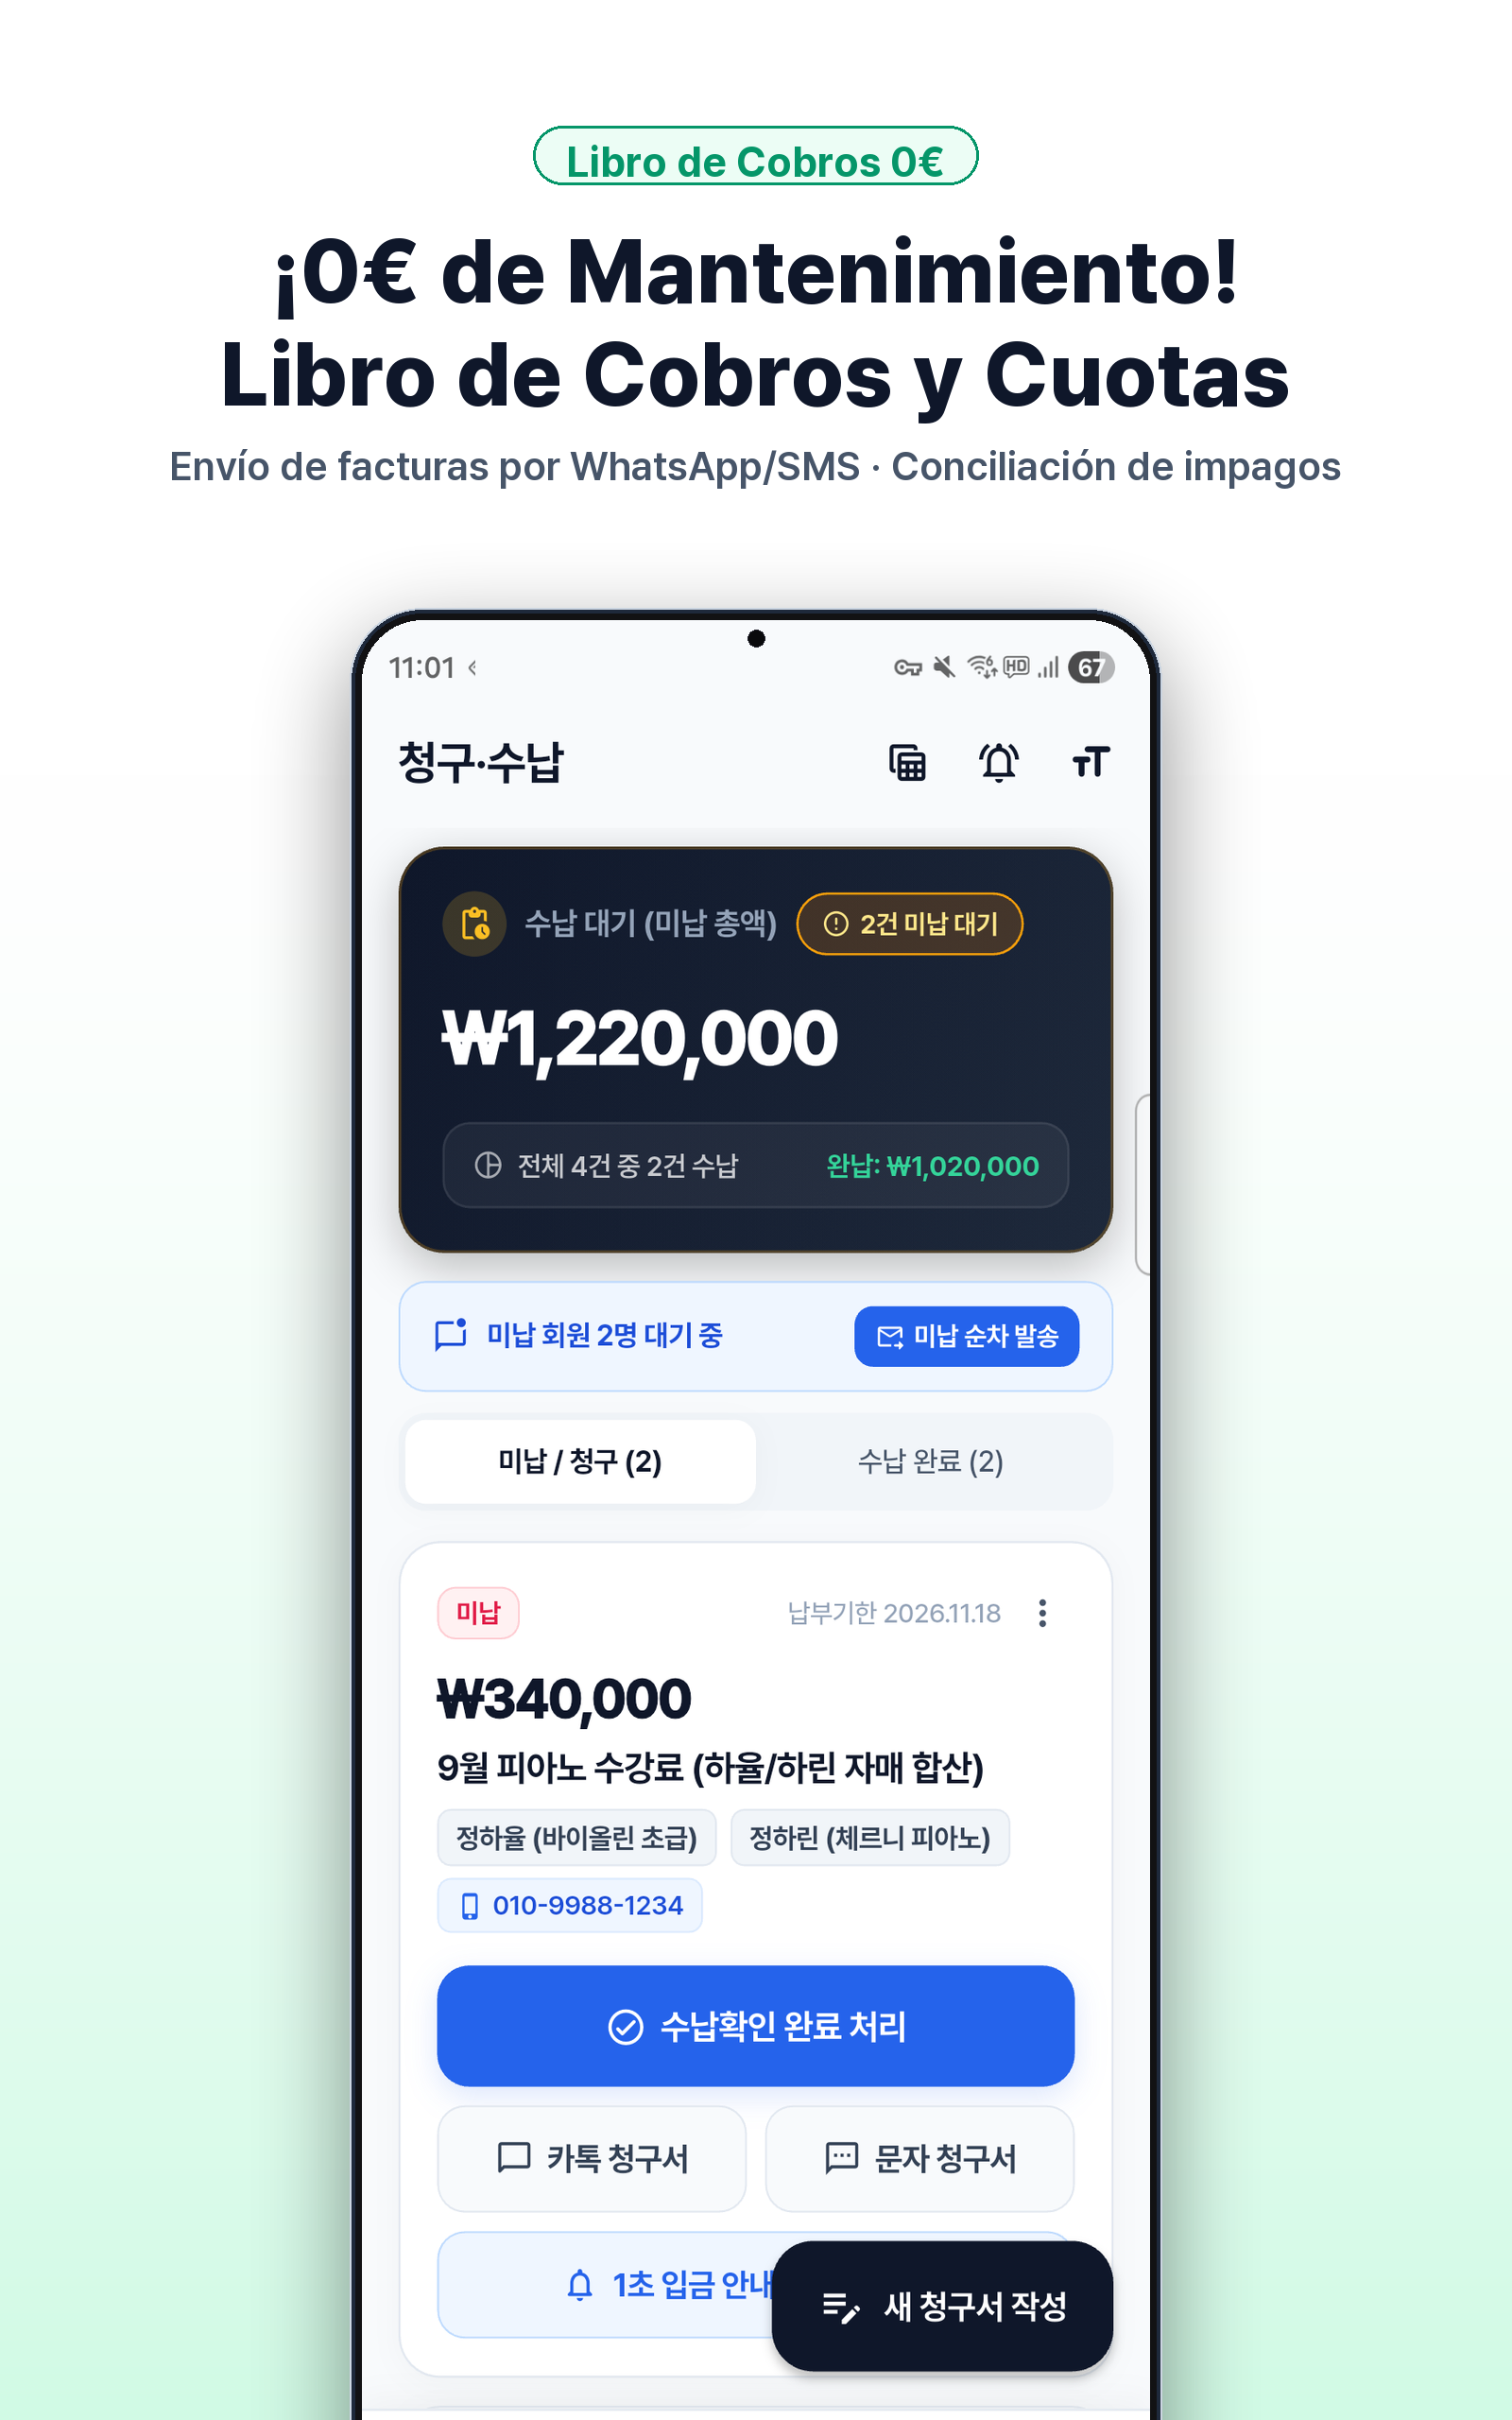 Libro de Cobros 0€
¡0€ de Mantenimiento!
Libro de Cobros y Cuotas
Envío de facturas por WhatsApp/SMS · Conciliación de impagos
11:01
HD
67
청구·수납
수납 대기 (미납 총액)
2건 미납 대기
₩1,220,000
전체 4건 중 2건 수납
완납: ₩1,020,000
미납 회원 2명 대기 중
미납 순차 발송
미납 / 청구 (2)
수납 완료 (2)
미납
납부기한 2026.11.18
₩340,000
9월 피아노 수강료 (하율/하린 자매 합산)
정하율 (바이올린 초급)
정하린 (체르니 피아노)
010-9988-1234
수납확인 완료 처리
카톡 청구서
문자 청구서
1초 입금 안내
새 청구서 작성